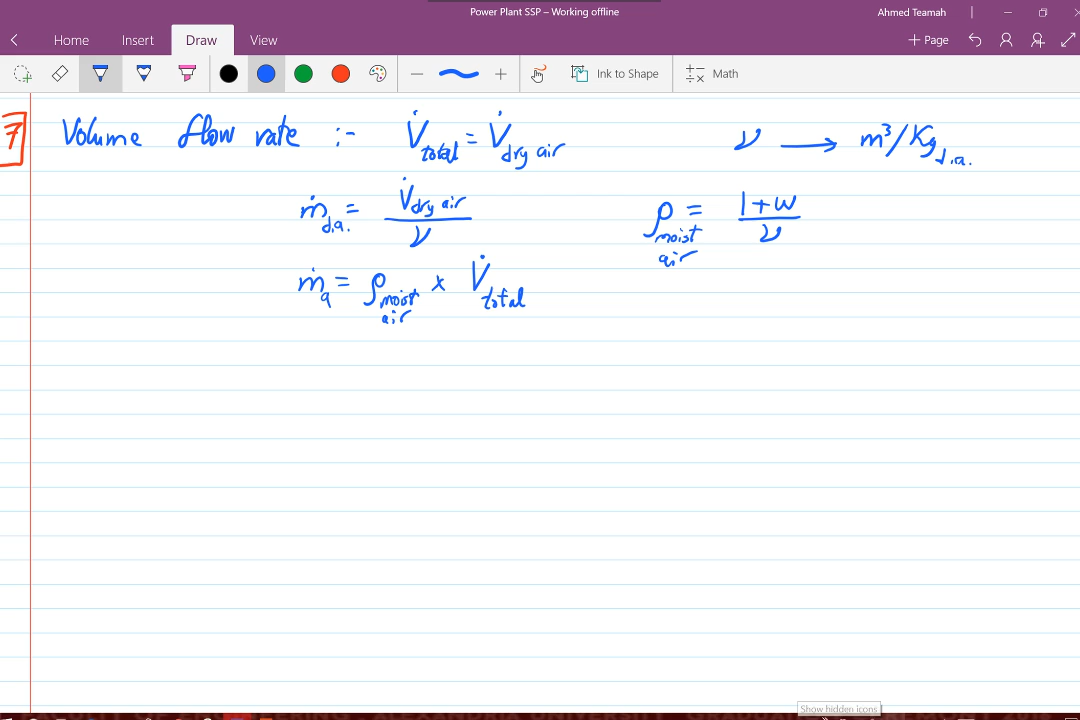 Power Plant SSP – Working offline
Ahmed Teamah
Home Insert Draw View
+ Page
Ink to Shape Math
7 Volume flow rate :- V̇total = V̇dry air ν → m³/Kg d.a.
ṁd.a. = V̇dry air / ν ρmoist air = 1+w / ν
ṁa = ρmoist air × V̇total
Show hidden icons